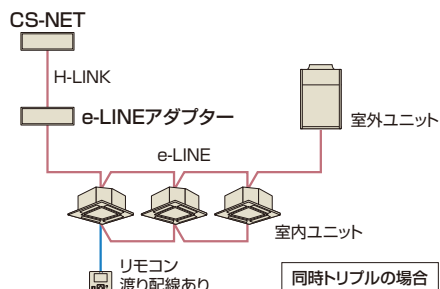 CS-NET
H-LINK
e-LINEアダプター
室外ユニット
e-LINE
室内ユニット
リモコン
渡り配線あり
同時トリプルの場合